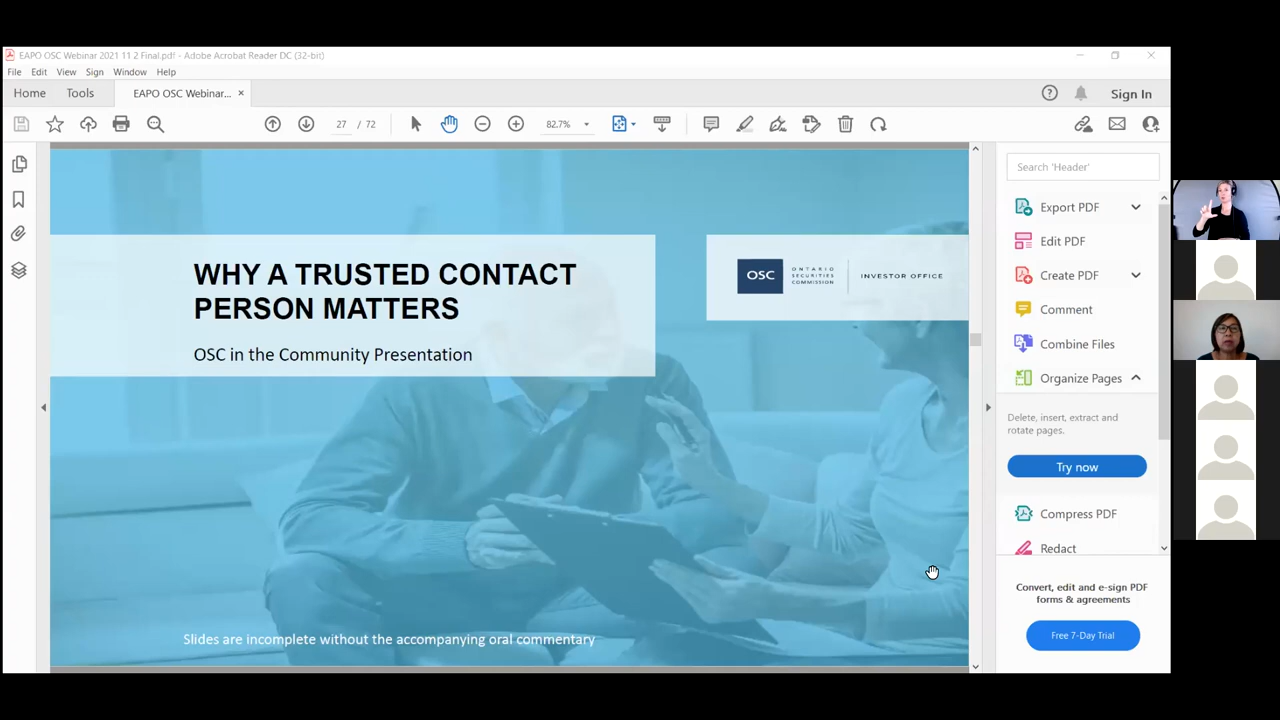 EAPO OSC Webinar 2021 11 2 Final.pdf - Adobe Acrobat Reader DC (32-bit)
File Edit View Sign Window Help
Home Tools EAPO OSC Webinar... × Sign In
27 / 72 82.7%
Search 'Header'
Export PDF
Edit PDF
Create PDF
Comment
Combine Files
Organize Pages
Delete, insert, extract and
rotate pages.
Try now
Compress PDF
Redact
Convert, edit and e-sign PDF
forms & agreements
Free 7-Day Trial
WHY A TRUSTED CONTACT
PERSON MATTERS
OSC in the Community Presentation
OSC
ONTARIO
SECURITIES
COMMISSION
INVESTOR OFFICE
Slides are incomplete without the accompanying oral commentary